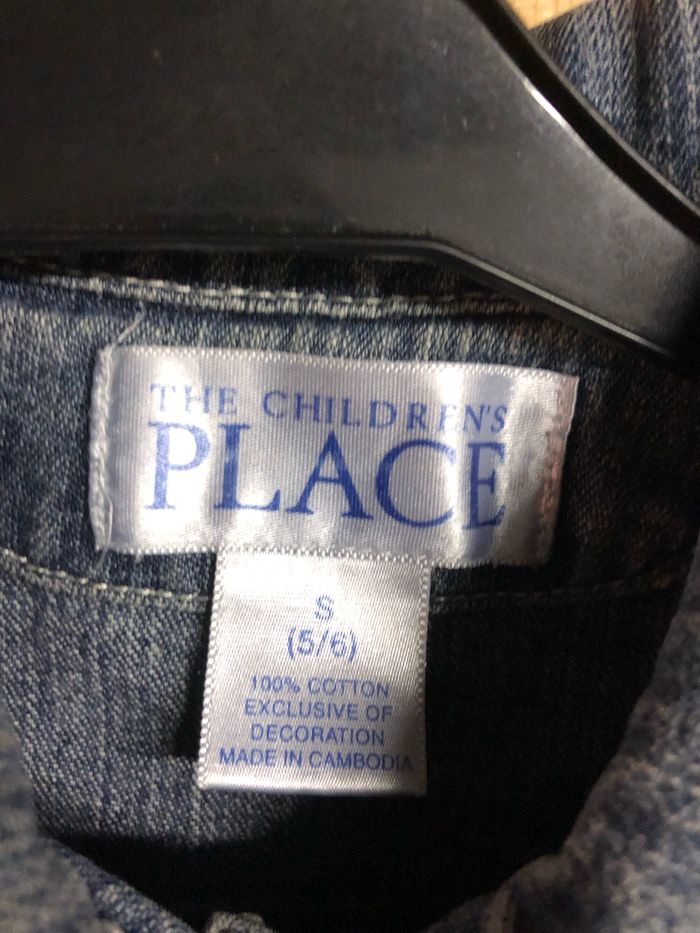 THE CHILDREN'S
PLACE
S
(5/6)
100% COTTON
EXCLUSIVE OF
DECORATION
MADE IN CAMBODIA